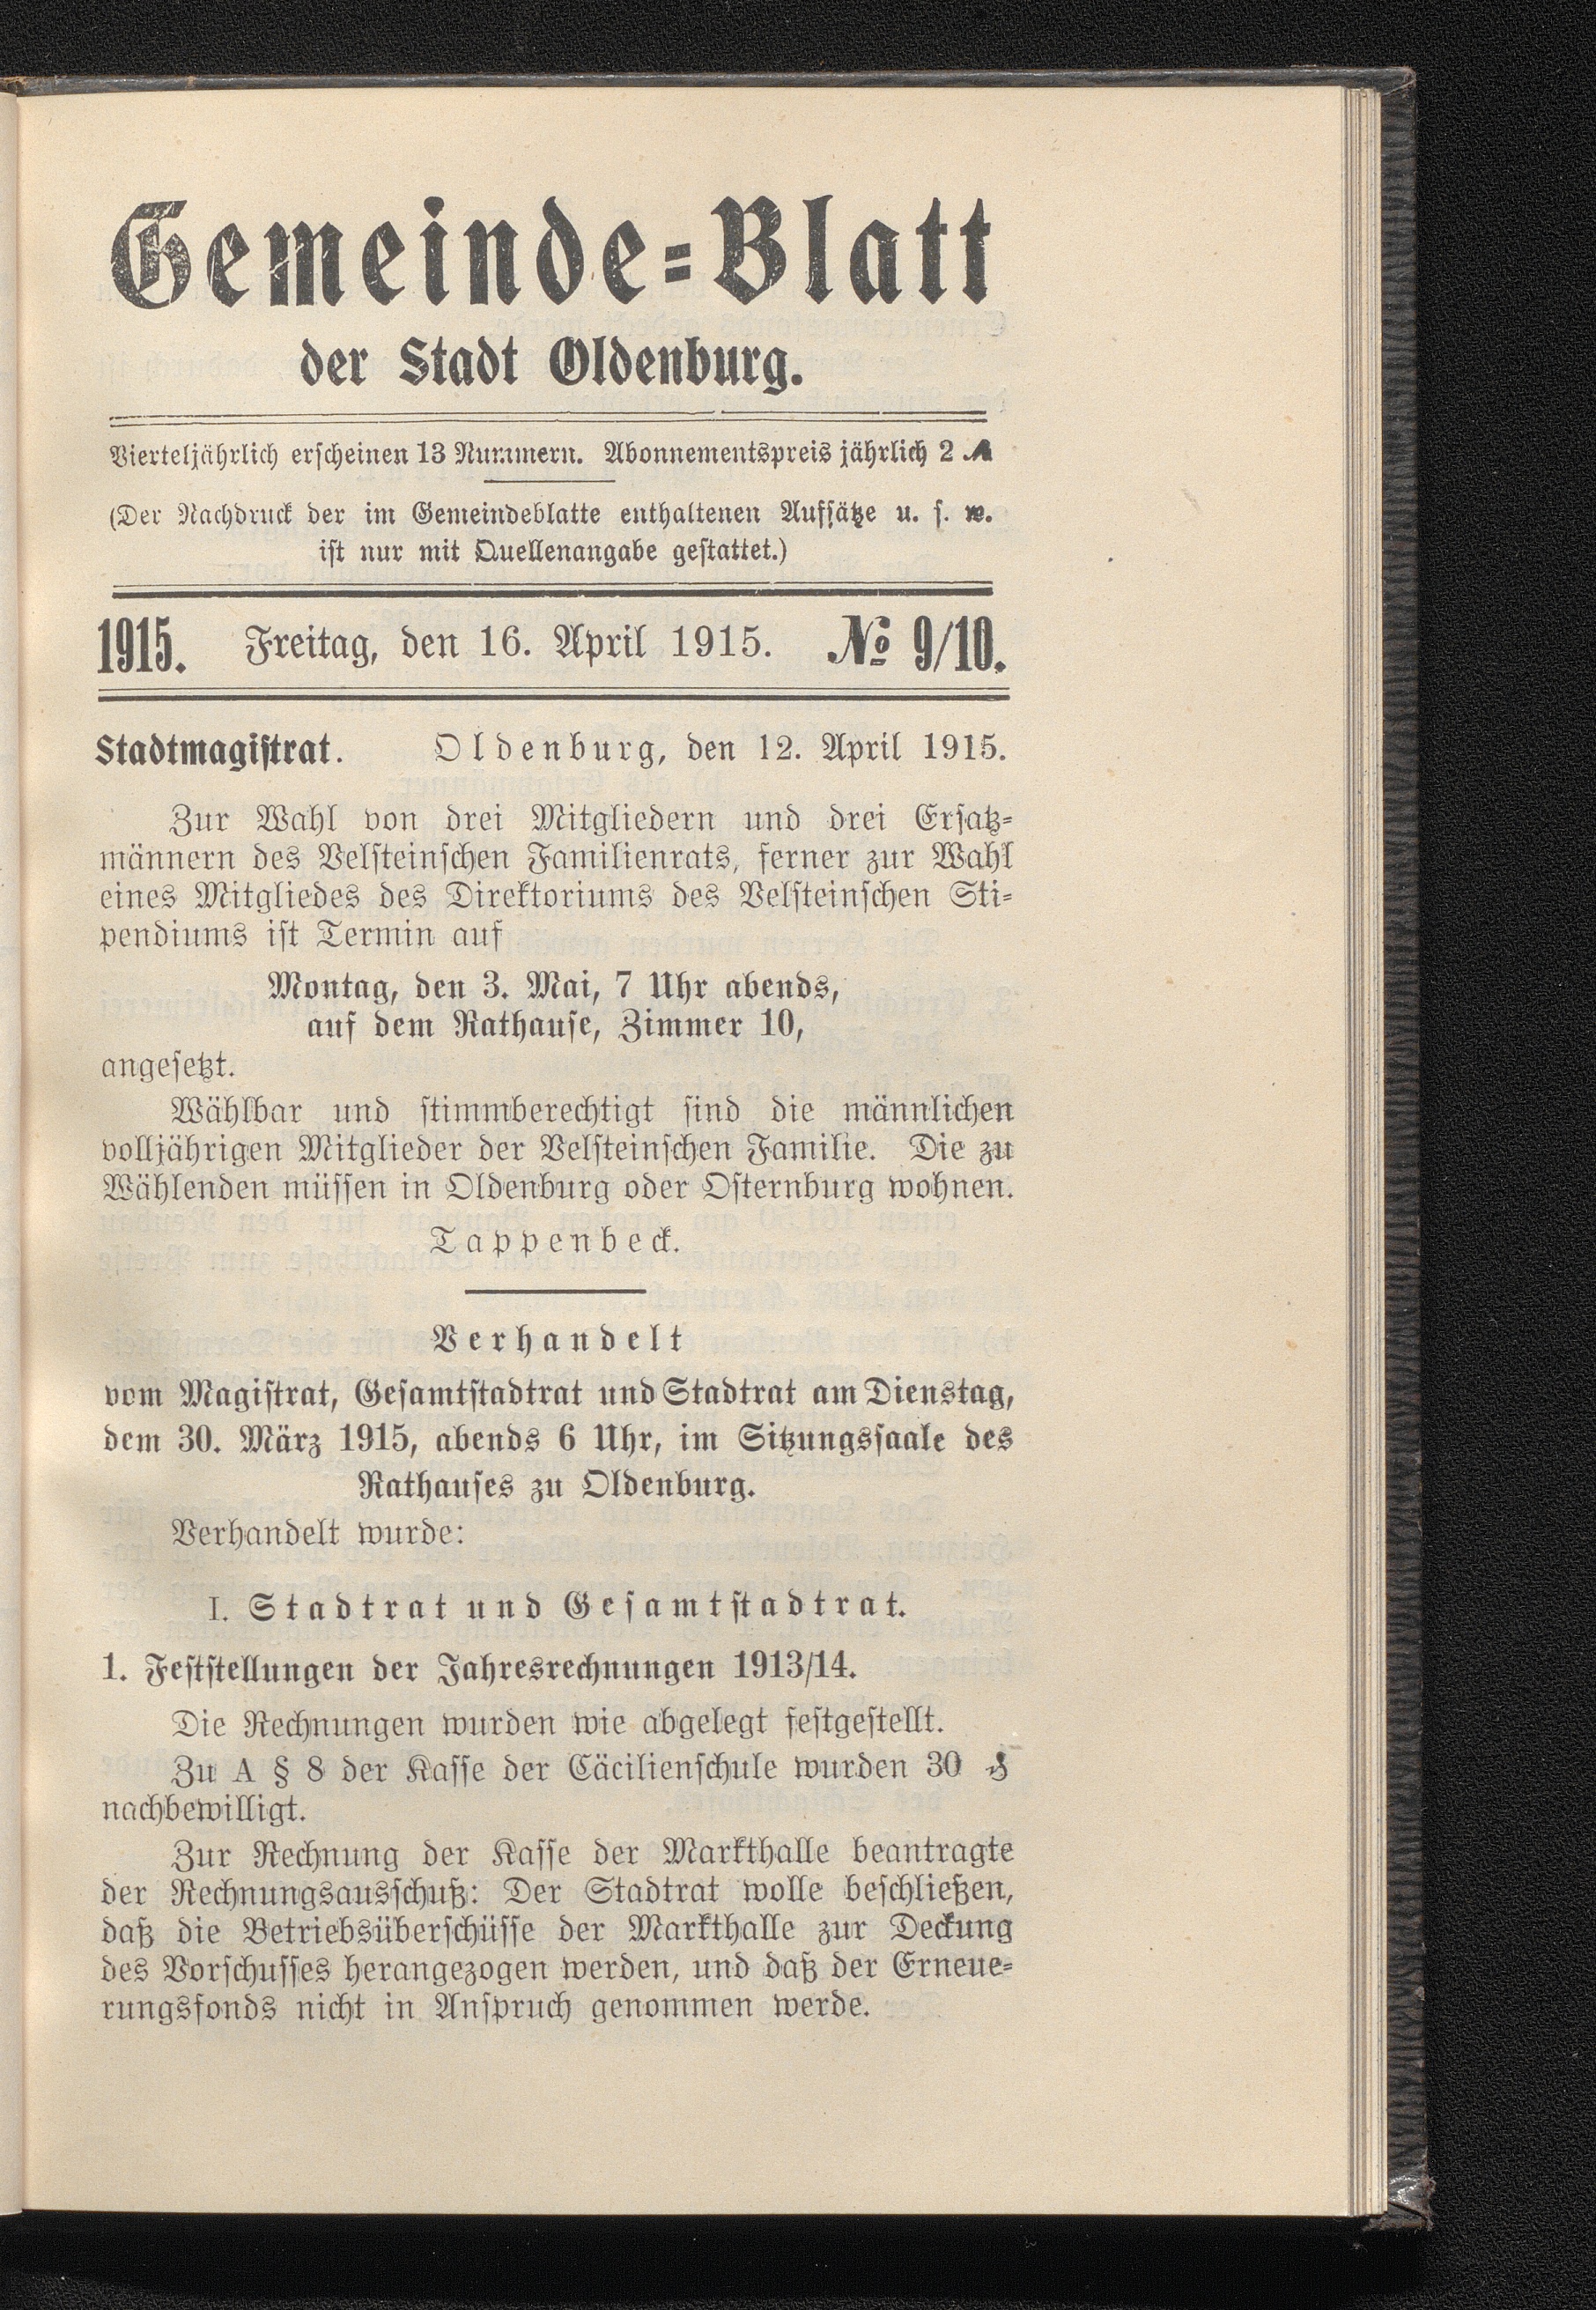 Gemeinde-Blatt
der Stadt Oldenburg.
Vierteljährlich erscheinen 13 Nummern. Abonnementspreis jährlich 2 ℳ
(Der Nachdruck der im Gemeindeblatte enthaltenen Aufsätze u. s. w.
ist nur mit Quellenangabe gestattet.)
1915. Freitag, den 16. April 1915. № 9/10.
Stadtmagistrat. Oldenburg, den 12. April 1915.
Zur Wahl von drei Mitgliedern und drei Ersatz-
männern des Velsteinschen Familienrats, ferner zur Wahl
eines Mitgliedes des Direktoriums des Velsteinschen Sti-
pendiums ist Termin auf
Montag, den 3. Mai, 7 Uhr abends,
auf dem Rathause, Zimmer 10,
angesetzt.
Wählbar und stimmberechtigt sind die männlichen
volljährigen Mitglieder der Velsteinschen Familie. Die zu
Wählenden müssen in Oldenburg oder Osternburg wohnen.
Tappenbeck.
Verhandelt
vom Magistrat, Gesamtstadtrat und Stadtrat am Dienstag,
dem 30. März 1915, abends 6 Uhr, im Sitzungssaale des
Rathauses zu Oldenburg.
Verhandelt wurde:
I. Stadtrat und Gesamtstadtrat.
1. Feststellungen der Jahresrechnungen 1913/14.
Die Rechnungen wurden wie abgelegt festgestellt.
Zu A § 8 der Kasse der Cäcilienschule wurden 30 ₰
nachbewilligt.
Zur Rechnung der Kasse der Markthalle beantragte
der Rechnungsausschuß: Der Stadtrat wolle beschließen,
daß die Betriebsüberschüsse der Markthalle zur Deckung
des Vorschusses herangezogen werden, und daß der Erneue-
rungsfonds nicht in Anspruch genommen werde.